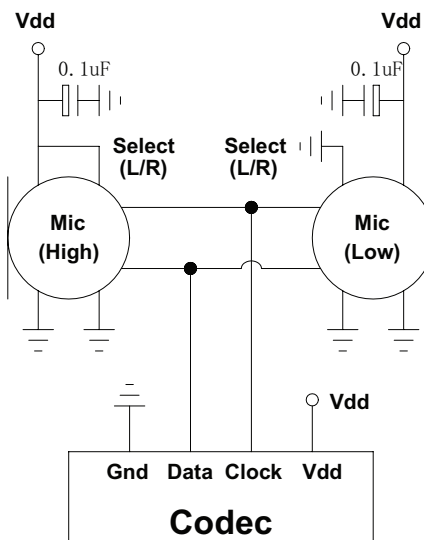 Vdd
Vdd
0.1uF
0.1uF
Select
(L/R)
Select
(L/R)
Mic
(High)
Mic
(Low)
Vdd
Gnd
Data
Clock
Vdd
Codec